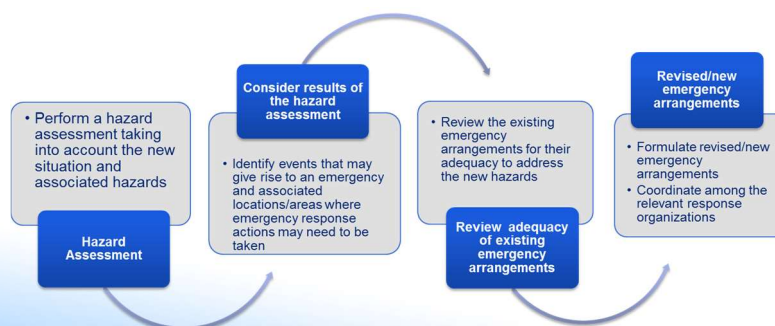 • Perform a hazard
assessment taking
into account the new
situation and
associated hazards
Hazard
Assessment
Consider results of
the hazard
assessment
• Identify events that may
give rise to an emergency
and associated
locations/areas where
emergency response
actions may need to be
taken
• Review the existing
emergency
arrangements for their
adequacy to address
the new hazards
Review adequacy
of existing
emergency
arrangements
Revised/new
emergency
arrangements
• Formulate revised/new
emergency
arrangements
• Coordinate among the
relevant response
organizations